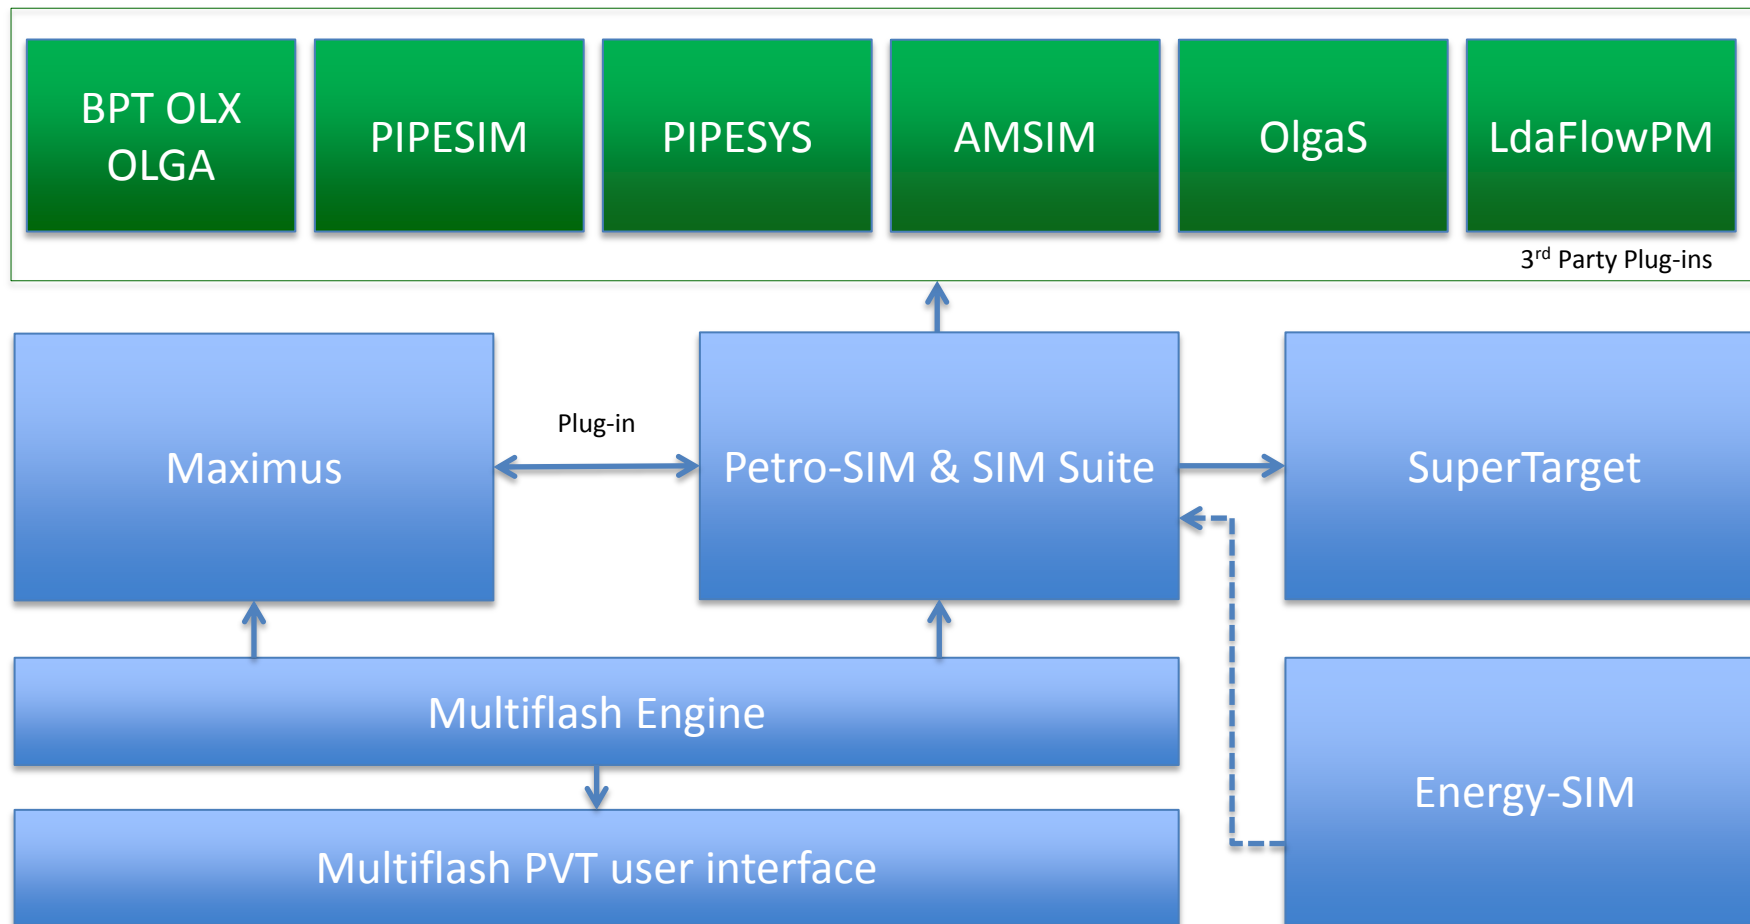 BPT OLX
OLGA
PIPESIM
PIPESYS
AMSIM
OlgaS
LdaFlowPM
3rd Party Plug-ins
Maximus
Plug-in
Petro-SIM & SIM Suite
SuperTarget
Multiflash Engine
Energy-SIM
Multiflash PVT user interface